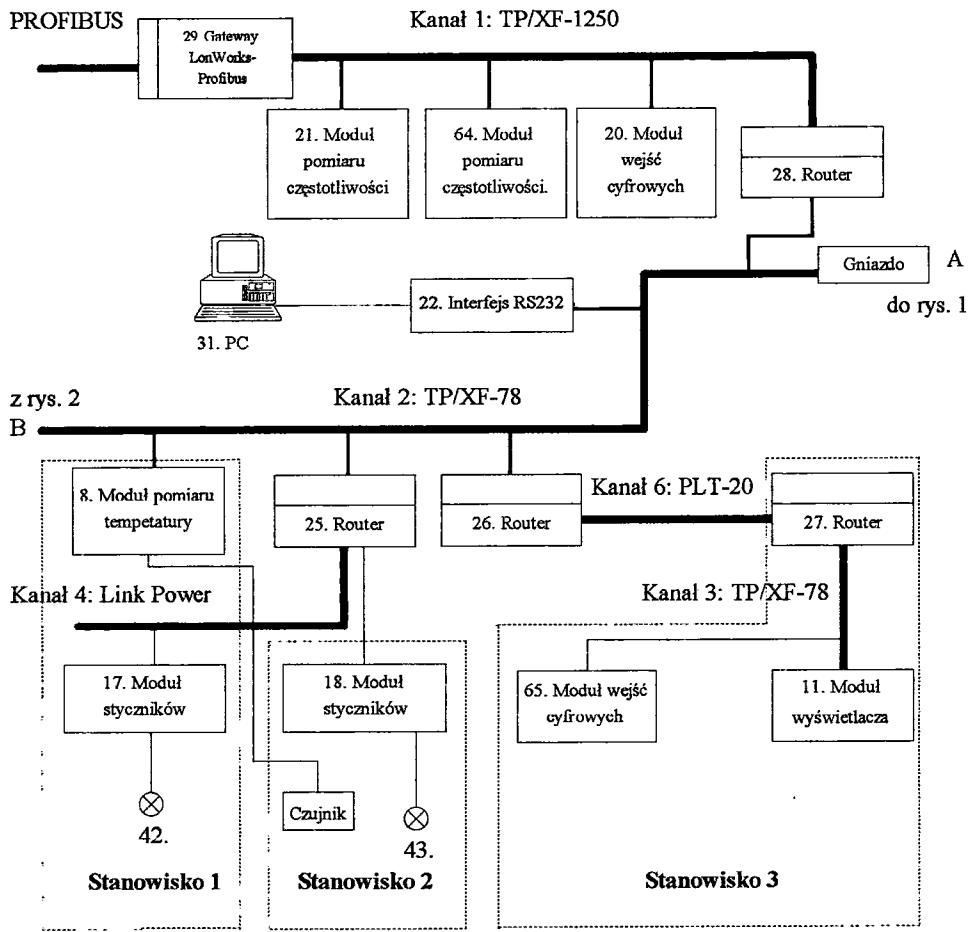 PROFIBUS
Kanał 1: TP/XF-1250
29 Gateway
LonWorks-
Profibus
21. Moduł
pomiaru
częstotliwości
64. Moduł
pomiaru
częstotliwości.
20. Moduł
wejść
cyfrowych
28. Router
Gniazdo
A
do rys. 1
22. Interfejs RS232
31. PC
z rys. 2
B
Kanał 2: TP/XF-78
8. Moduł pomiaru
tempetatury
25. Router
26. Router
Kanał 6: PLT-20
27. Router
Kanał 4: Link Power
Kanał 3: TP/XF-78
17. Moduł
styczników
18. Moduł
styczników
65. Moduł wejść
cyfrowych
11. Moduł
wyświetlacza
Czujnik
42.
43.
Stanowisko 1
Stanowisko 2
Stanowisko 3